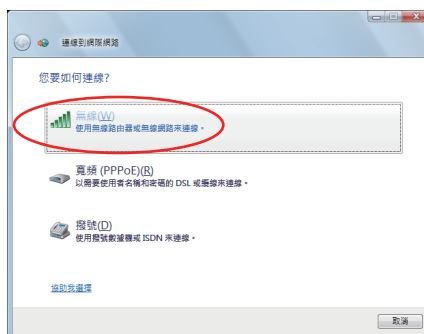 連線到網際網路
您要如何連線?
無線(W)
使用無線路由器或無線網路來連線。
寬頻 (PPPoE)(R)
以需要使用者名稱和密碼的 DSL 或纜線來連線。
撥號(D)
使用撥號數據機或 ISDN 來連線。
協助我選擇
取消